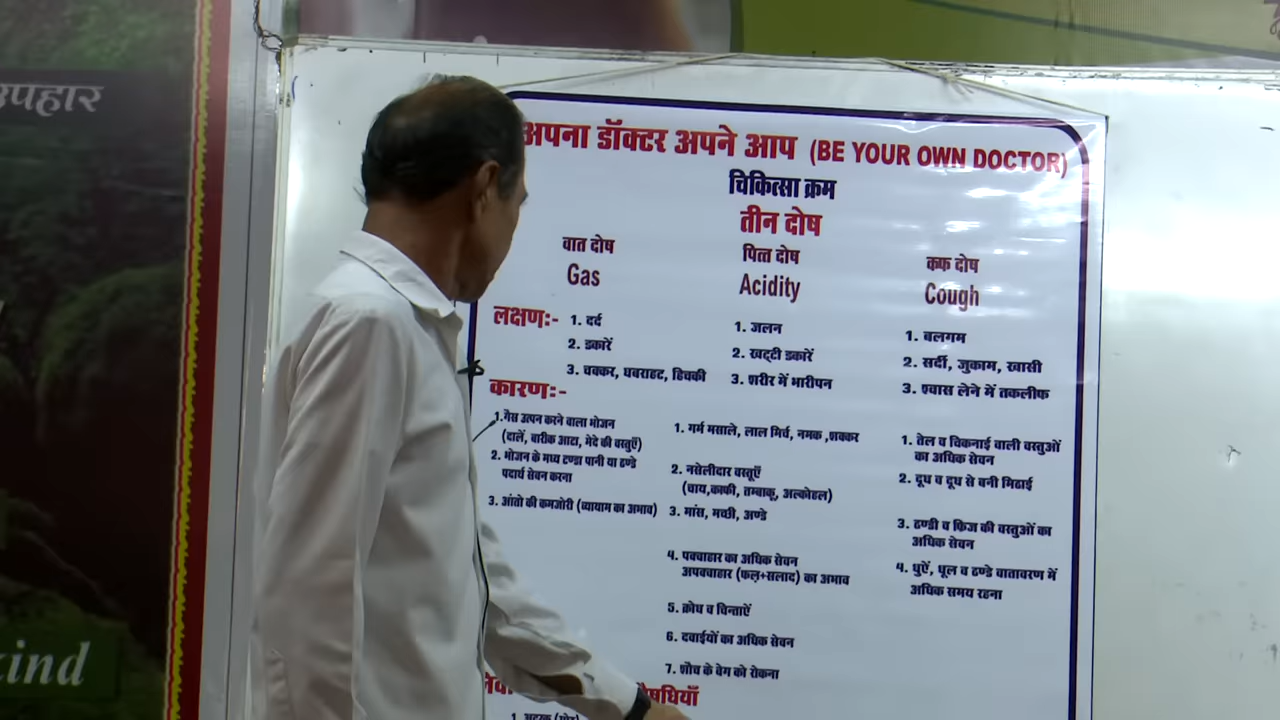 उपहार
kind
अपना डॉक्टर अपने आप (BE YOUR OWN DOCTOR)
चिकित्सा क्रम
तीन दोष
वात दोष
Gas
पित्त दोष
Acidity
कफ दोष
Cough
लक्षणः-
1. दर्द
2. डकारें
3. चक्कर, घबराहट, हिचकी
1. जलन
2. खट्टी डकारें
3. शरीर में भारीपन
1. बलगम
2. सर्दी, जुकाम, खासी
3. श्वास लेने में तकलीफ
कारणः-
1. गैस उत्पन करने वाला भोजन
(दालें, बारीक आटा, मेदे की वस्तुएँ)
2. भोजन के मध्य ठण्डा पानी या ठण्डे
पदार्थ सेवन करना
3. आंतो की कमजोरी (व्यायाम का अभाव)
1. गर्म मसाले, लाल मिर्च, नमक ,शक्कर
2. नसेलीदार वस्तूएँ
(चाय,काफी, तम्बाकू, अल्कोहल)
3. मांस, मच्छी, अण्डे
4. पक्वाहार का अधिक सेवन
अपक्वाहार (फल+सलाद) का अभाव
5. क्रोध व चिन्ताऐं
6. दवाईयों का अधिक सेवन
7. शौच के वेग को रोकना
1. तेल व चिकनाई वाली वस्तुओं
का अधिक सेवन
2. दूध व दूध से बनी मिठाई
3. ठण्डी व फ्रिज की वस्तुओं का
अधिक सेवन
4. धुऐं, धूल व ठण्डे वातावरण में
अधिक समय रहना
1. अदरक